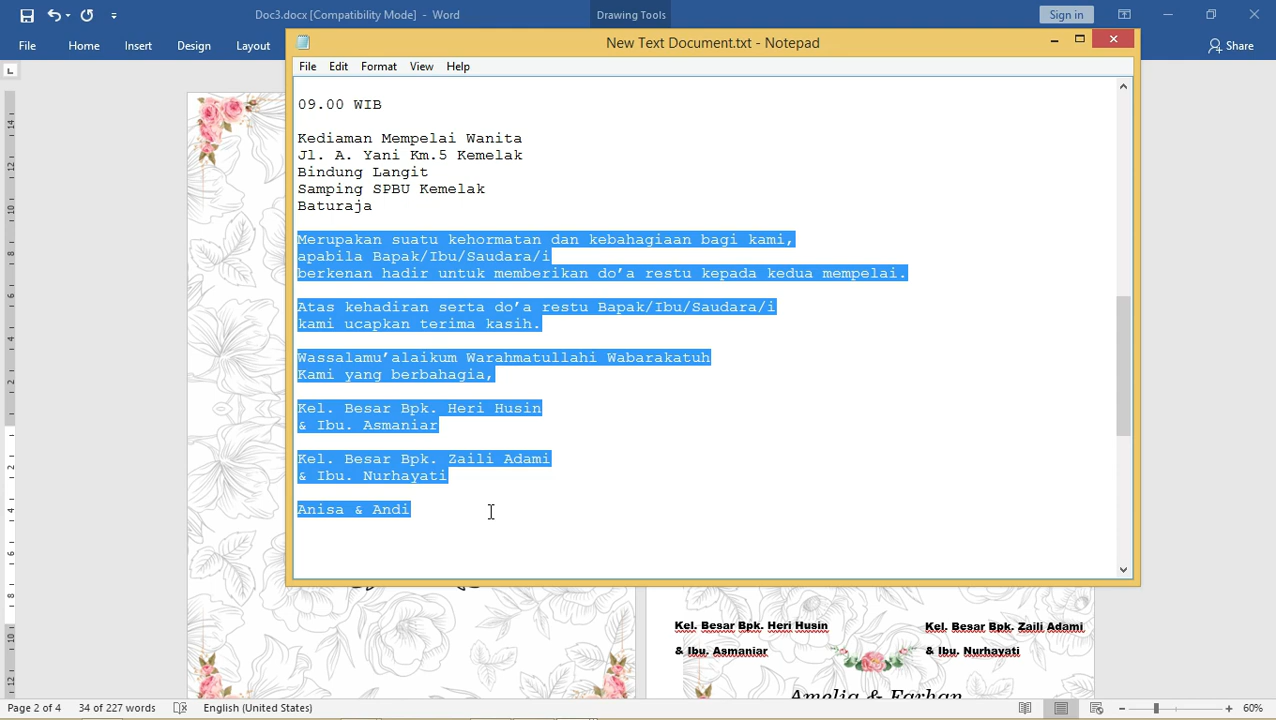 Doc3.docx [Compatibility Mode] - Word
Drawing Tools
Sign in
File
Home
Insert
Design
Layout
Share
New Text Document.txt - Notepad
File
Edit
Format
View
Help
09.00 WIB
Kediaman Mempelai Wanita
Jl. A. Yani Km.5 Kemelak
Bindung Langit
Samping SPBU Kemelak
Baturaja
Merupakan suatu kehormatan dan kebahagiaan bagi kami,
apabila Bapak/Ibu/Saudara/i
berkenan hadir untuk memberikan do’a restu kepada kedua mempelai.
Atas kehadiran serta do’a restu Bapak/Ibu/Saudara/i
kami ucapkan terima kasih.
Wassalamu’alaikum Warahmatullahi Wabarakatuh
Kami yang berbahagia,
Kel. Besar Bpk. Heri Husin
& Ibu. Asmaniar
Kel. Besar Bpk. Zaili Adami
& Ibu. Nurhayati
Anisa & Andi
Kel. Besar Bpk. Heri Husin
& Ibu. Asmaniar
Kel. Besar Bpk. Zaili Adami
& Ibu. Nurhayati
Amelia & Farhan
Page 2 of 4
34 of 227 words
English (United States)
60%